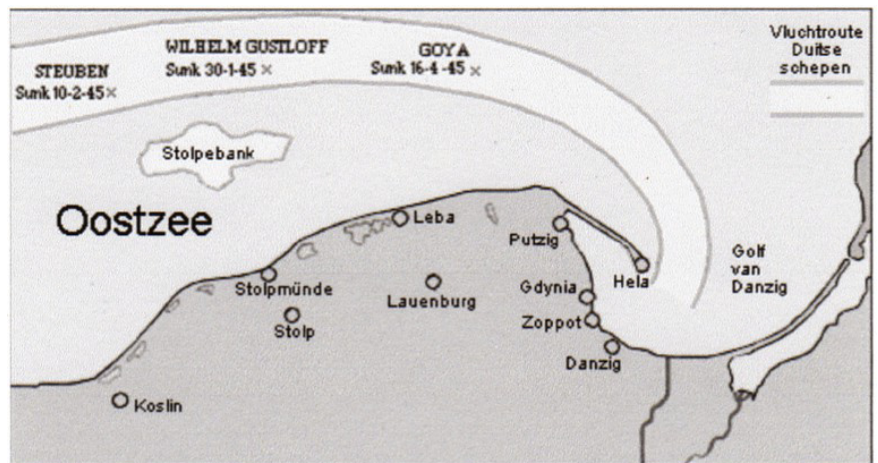 WILHELM GUSTLOFF
Sunk 30-1-45
GOYA
Sunk 16-4-45
STEUBEN
Sunk 10-2-45
Vluchtroute
Duitse
schepen
Stolpebank
Oostzee
Leba
Putzig
Hela
Golf
van
Danzig
Stolpmünde
Lauenburg
Gdynia
Stolp
Zoppot
Danzig
Koslin